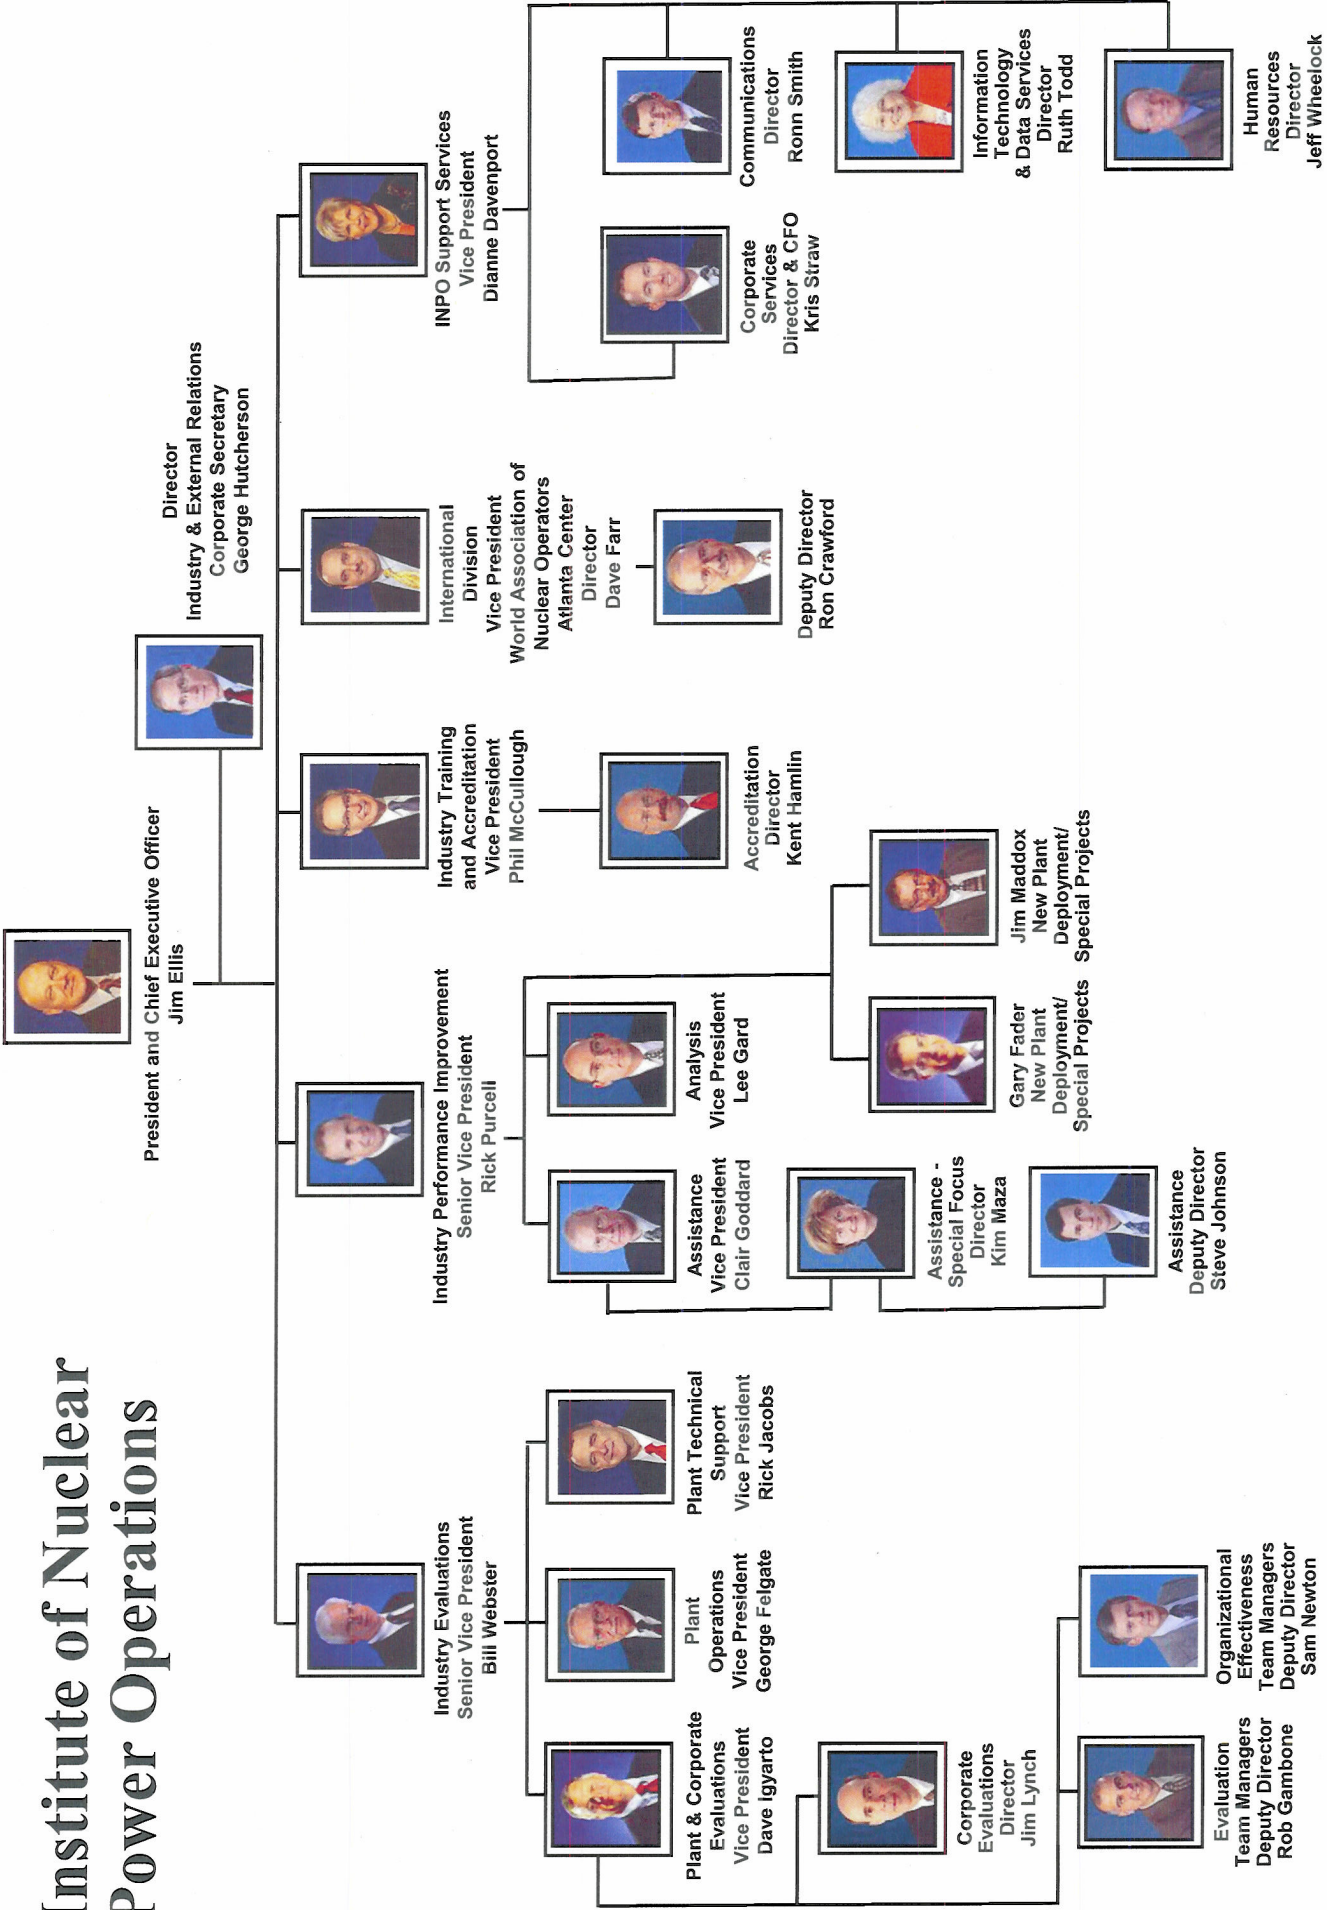 Institute of Nuclear
Power Operations
President and Chief Executive Officer
Jim Ellis
Director
Industry & External Relations
Corporate Secretary
George Hutcherson
Industry Evaluations
Senior Vice President
Bill Webster
Industry Performance Improvement
Senior Vice President
Rick Purcell
Industry Training
and Accreditation
Vice President
Phil McCullough
International
Division
Vice President
World Association of
Nuclear Operators
Atlanta Center
Director
Dave Farr
INPO Support Services
Vice President
Dianne Davenport
Plant & Corporate
Evaluations
Vice President
Dave Igyarto
Plant
Operations
Vice President
George Felgate
Plant Technical
Support
Vice President
Rick Jacobs
Assistance
Vice President
Clair Goddard
Analysis
Vice President
Lee Gard
Accreditation
Director
Kent Hamlin
Deputy Director
Ron Crawford
Corporate
Services
Director & CFO
Kris Straw
Communications
Director
Ronn Smith
Corporate
Evaluations
Director
Jim Lynch
Assistance -
Special Focus
Director
Kim Maza
Gary Fader
New Plant
Deployment/
Special Projects
Jim Maddox
New Plant
Deployment/
Special Projects
Information
Technology
& Data Services
Director
Ruth Todd
Evaluation
Team Managers
Deputy Director
Rob Gambone
Organizational
Effectiveness
Team Managers
Deputy Director
Sam Newton
Assistance
Deputy Director
Steve Johnson
Human
Resources
Director
Jeff Wheelock